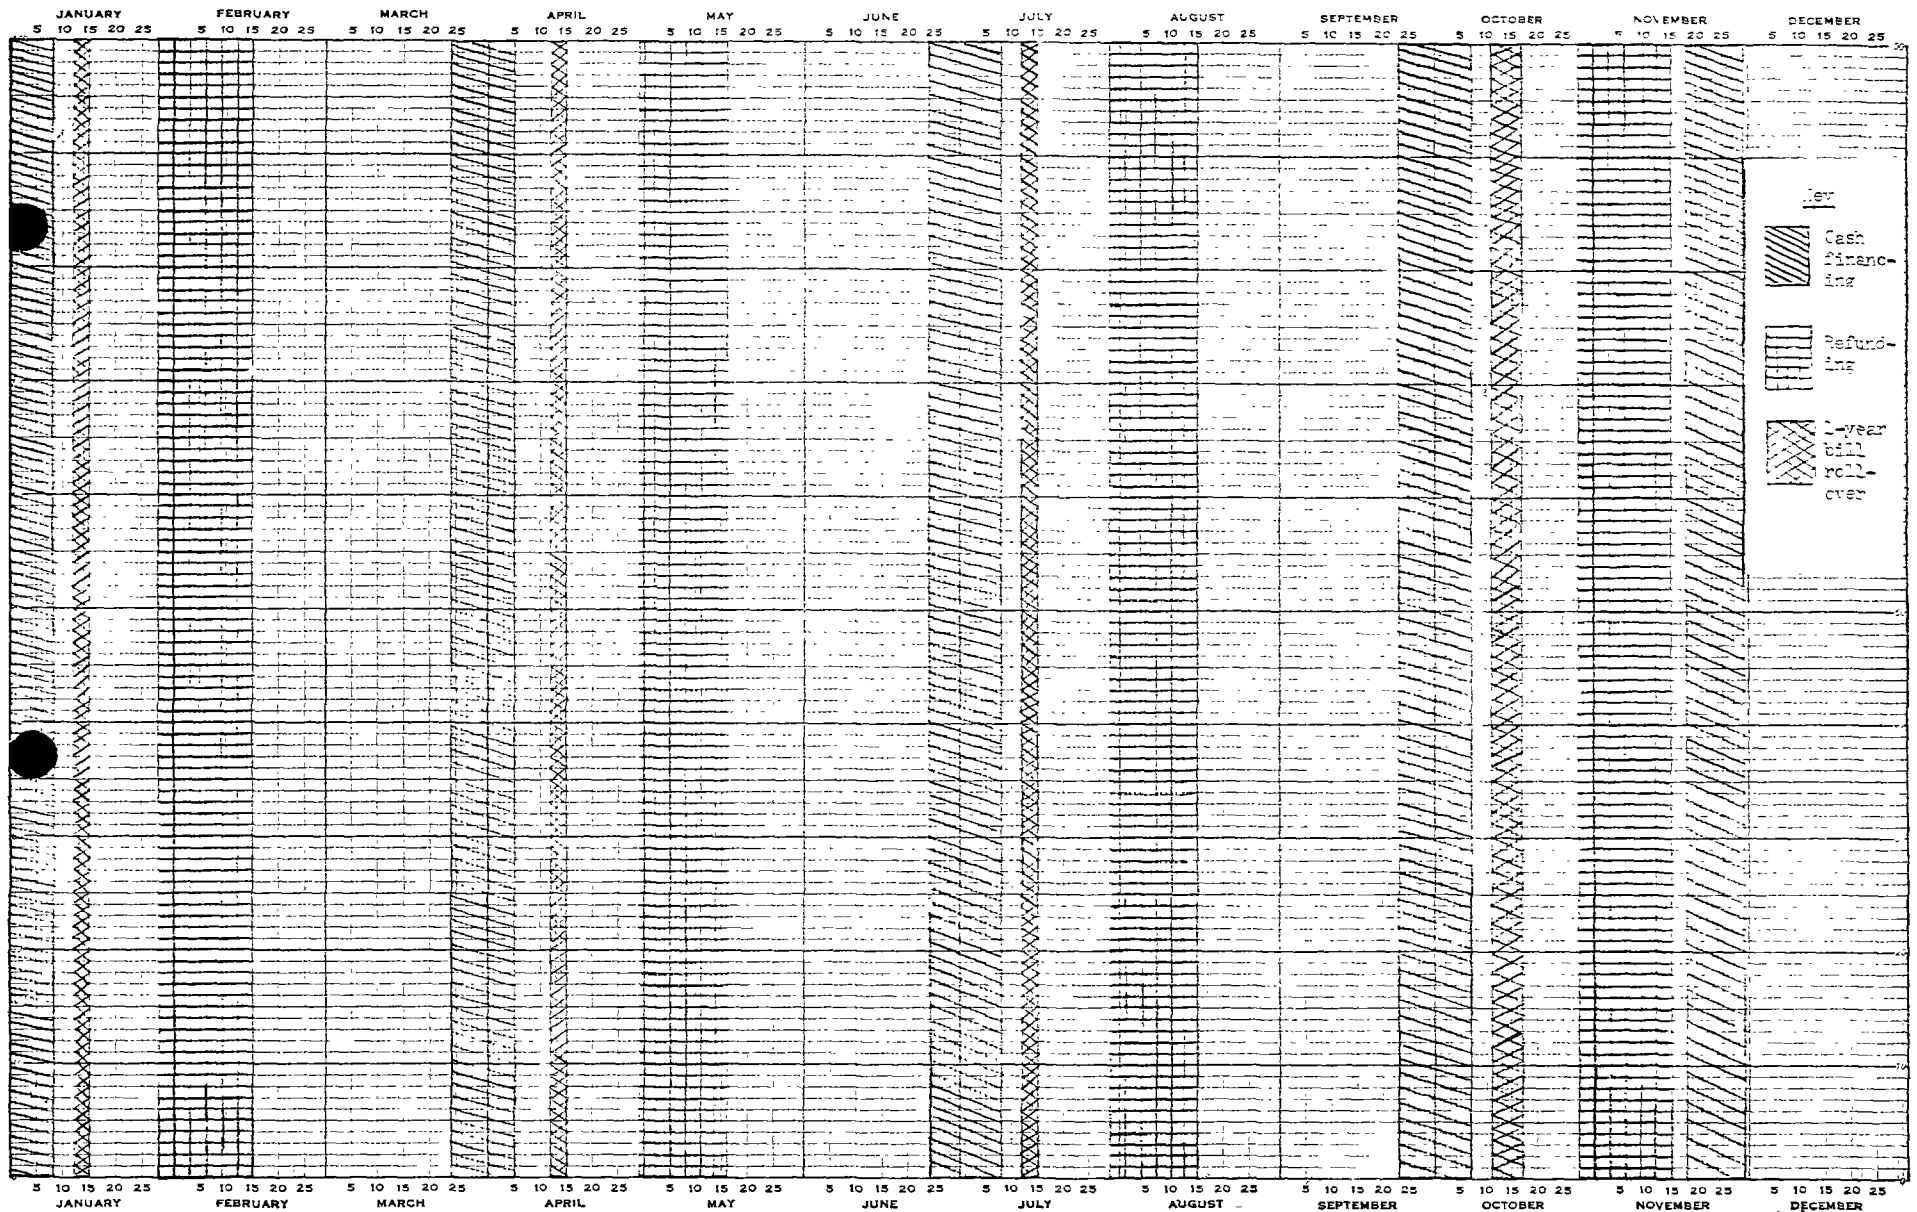 JANUARY FEBRUARY MARCH APRIL MAY JUNE JULY AUGUST SEPTEMBER OCTOBER NOVEMBER DECEMBER
5 10 15 20 25 5 10 15 20 25 5 10 15 20 25 5 10 15 20 25 5 10 15 20 25 5 10 15 20 25 5 10 15 20 25 5 10 15 20 25 5 10 15 20 25 5 10 15 20 25 5 10 15 20 25 5 10 15 20 25
Cash
financ-
ing
Refund-
ing
1-year
bill
roll-
over
5 10 15 20 25 5 10 15 20 25 5 10 15 20 25 5 10 15 20 25 5 10 15 20 25 5 10 15 20 25 5 10 15 20 25 5 10 15 20 25 5 10 15 20 25 5 10 15 20 25 5 10 15 20 25 5 10 15 20 25
JANUARY FEBRUARY MARCH APRIL MAY JUNE JULY AUGUST SEPTEMBER OCTOBER NOVEMBER DECEMBER